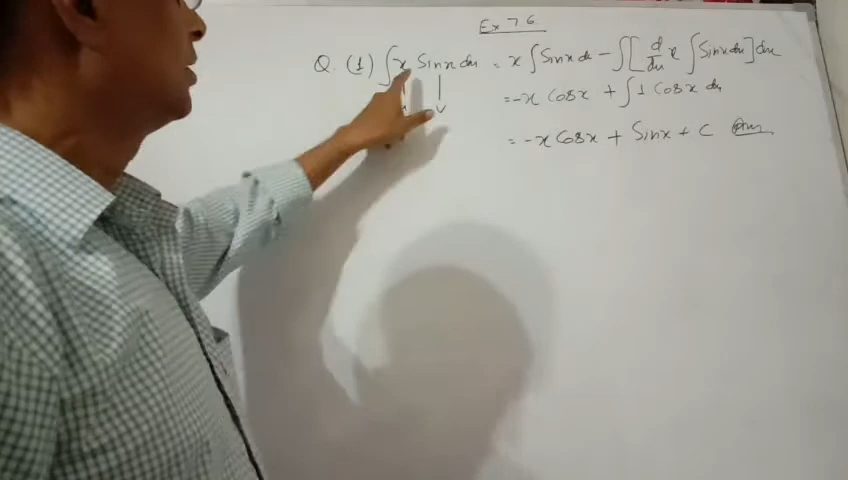 Ex 7 6
Q. (1) ∫x Sinx dx = x ∫Sinx dx - ∫[d/dx x ∫Sinx dx] dx
V
= -x Cosx + ∫1 Cosx dx
= -x Cosx + Sinx + C Ans